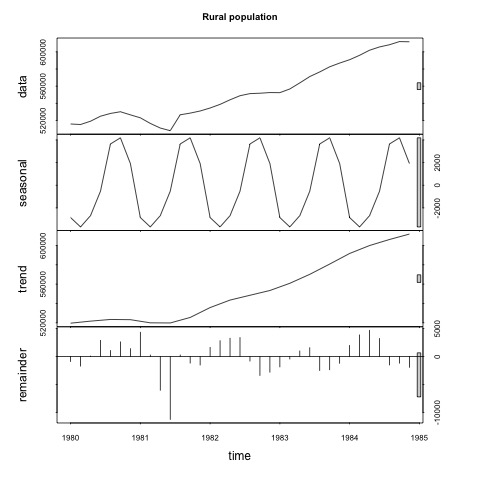 Rural population
data
520000 560000 600000
seasonal
-2000 0 2000
trend
520000 560000 600000
remainder
-10000 0 5000
1980 1981 1982 1983 1984 1985
time